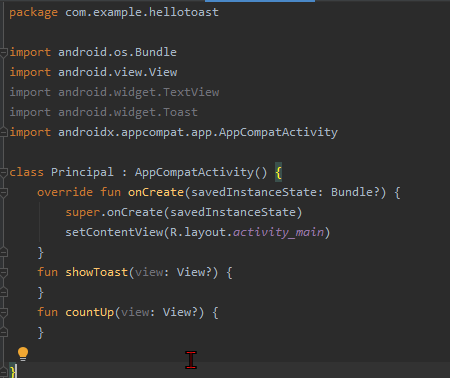 package com.example.hellotoast
import android.os.Bundle
import android.view.View
import android.widget.TextView
import android.widget.Toast
import androidx.appcompat.app.AppCompatActivity
class Principal : AppCompatActivity() {
override fun onCreate(savedInstanceState: Bundle?) {
super.onCreate(savedInstanceState)
setContentView(R.layout.activity_main)
}
fun showToast(view: View?) {
}
fun countUp(view: View?) {
}
}